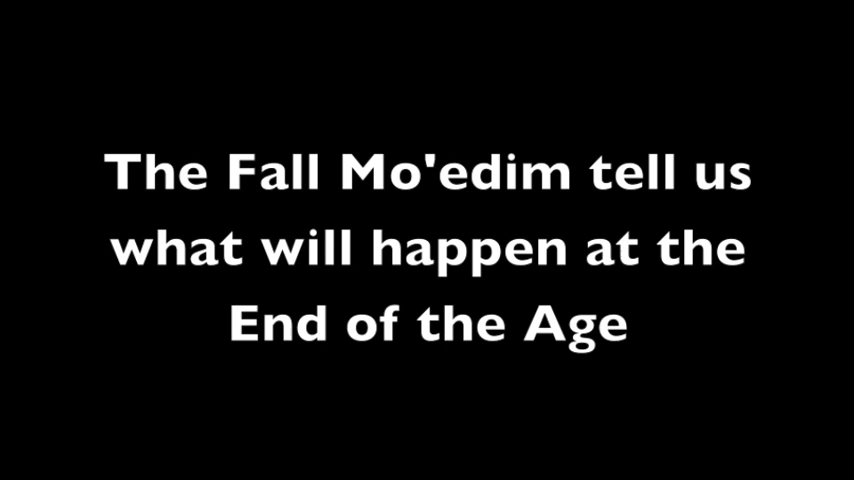 The Fall Mo'edim tell us
what will happen at the
End of the Age